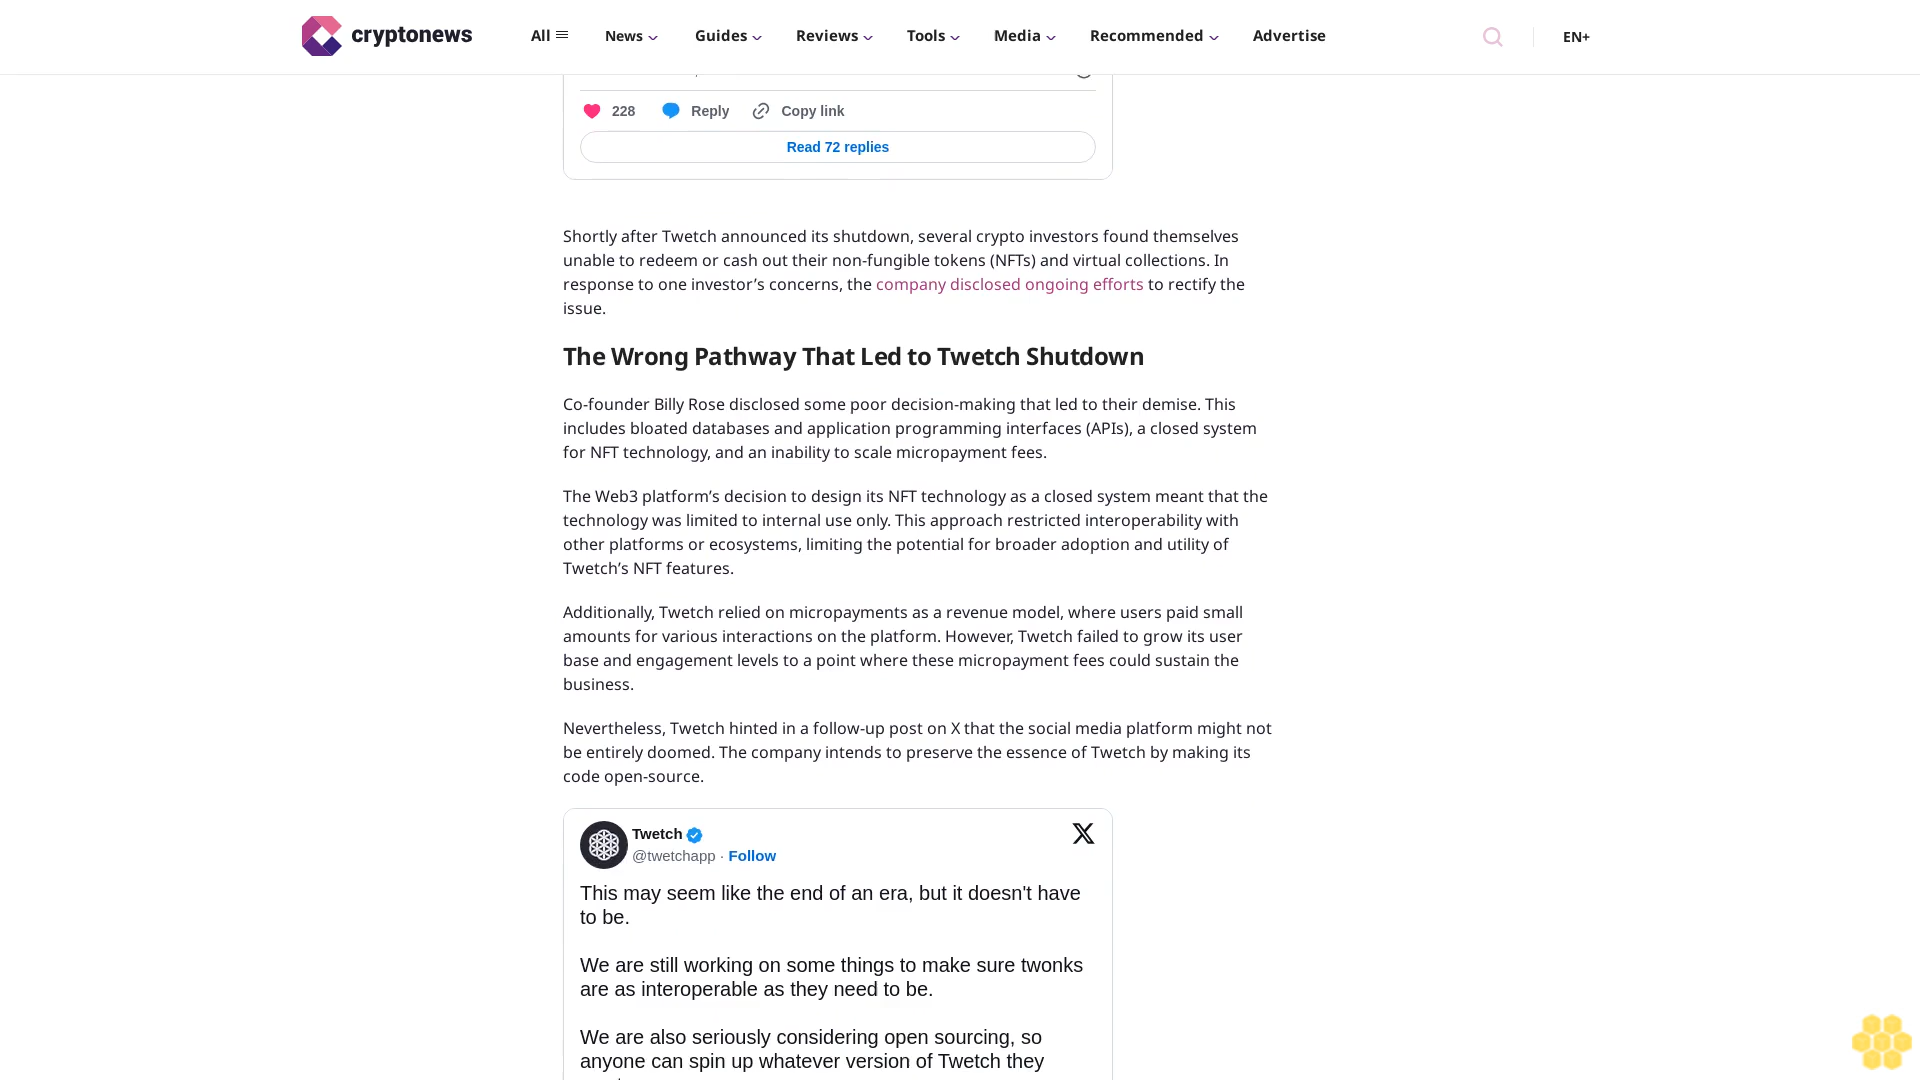 cryptonews
All
News
Guides
Reviews
Tools
Media
Recommended
Advertise
EN+
228 Reply Copy link
Read 72 replies
Shortly after Twetch announced its shutdown, several crypto investors found themselves
unable to redeem or cash out their non-fungible tokens (NFTs) and virtual collections. In
response to one investor’s concerns, the company disclosed ongoing efforts to rectify the
issue.
The Wrong Pathway That Led to Twetch Shutdown
Co-founder Billy Rose disclosed some poor decision-making that led to their demise. This
includes bloated databases and application programming interfaces (APIs), a closed system
for NFT technology, and an inability to scale micropayment fees.
The Web3 platform’s decision to design its NFT technology as a closed system meant that the
technology was limited to internal use only. This approach restricted interoperability with
other platforms or ecosystems, limiting the potential for broader adoption and utility of
Twetch’s NFT features.
Additionally, Twetch relied on micropayments as a revenue model, where users paid small
amounts for various interactions on the platform. However, Twetch failed to grow its user
base and engagement levels to a point where these micropayment fees could sustain the
business.
Nevertheless, Twetch hinted in a follow-up post on X that the social media platform might not
be entirely doomed. The company intends to preserve the essence of Twetch by making its
code open-source.
Twetch
@twetchapp · Follow
This may seem like the end of an era, but it doesn't have
to be.
We are still working on some things to make sure twonks
are as interoperable as they need to be.
We are also seriously considering open sourcing, so
anyone can spin up whatever version of Twetch they